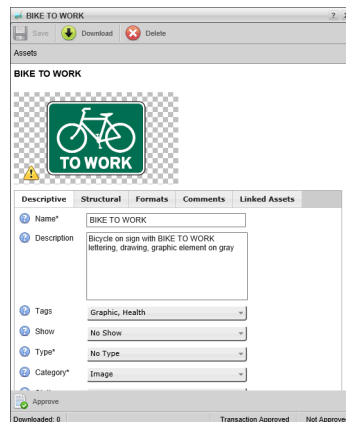 BIKE TO WORK ?
Save Download Delete
Assets
BIKE TO WORK
TO WORK
Descriptive Structural Formats Comments Linked Assets
? Name* BIKE TO WORK
? Description Bicycle on sign with BIKE TO WORK
lettering, drawing, graphic element on gray
? Tags Graphic, Health
? Show No Show
? Type* No Type
? Category* Image
Approve
Downloaded: 0 Transaction Approved Not Approve